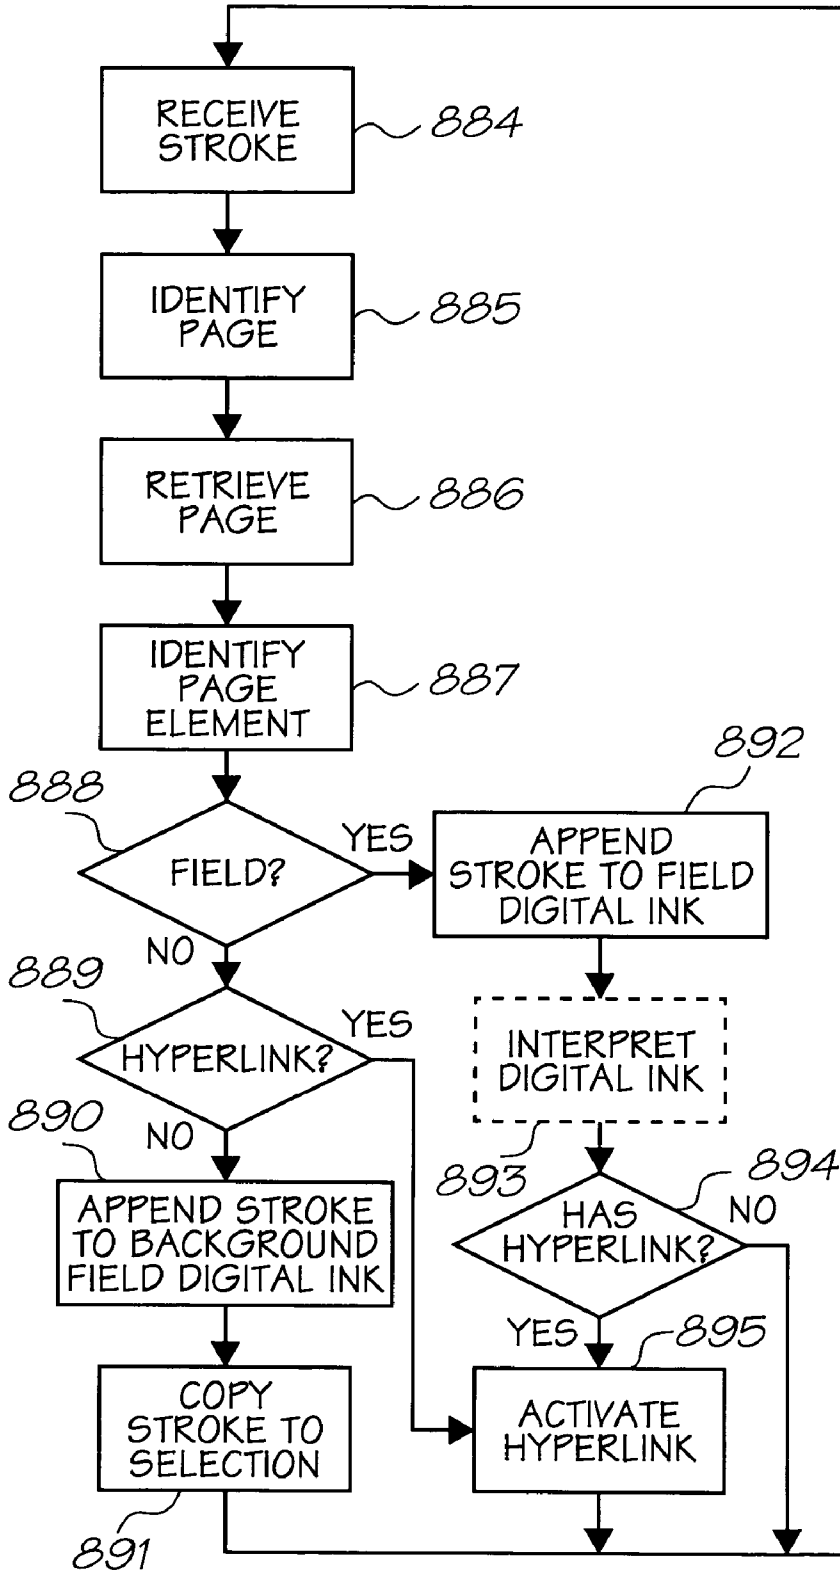 RECEIVE
STROKE
884
IDENTIFY
PAGE
885
RETRIEVE
PAGE
886
IDENTIFY
PAGE
ELEMENT
887
888
FIELD?
YES
NO
892
APPEND
STROKE TO FIELD
DIGITAL INK
889
HYPERLINK?
YES
NO
INTERPRET
DIGITAL INK
893
890
APPEND STROKE
TO BACKGROUND
FIELD DIGITAL INK
894
HAS
HYPERLINK?
NO
YES
895
COPY
STROKE TO
SELECTION
891
ACTIVATE
HYPERLINK